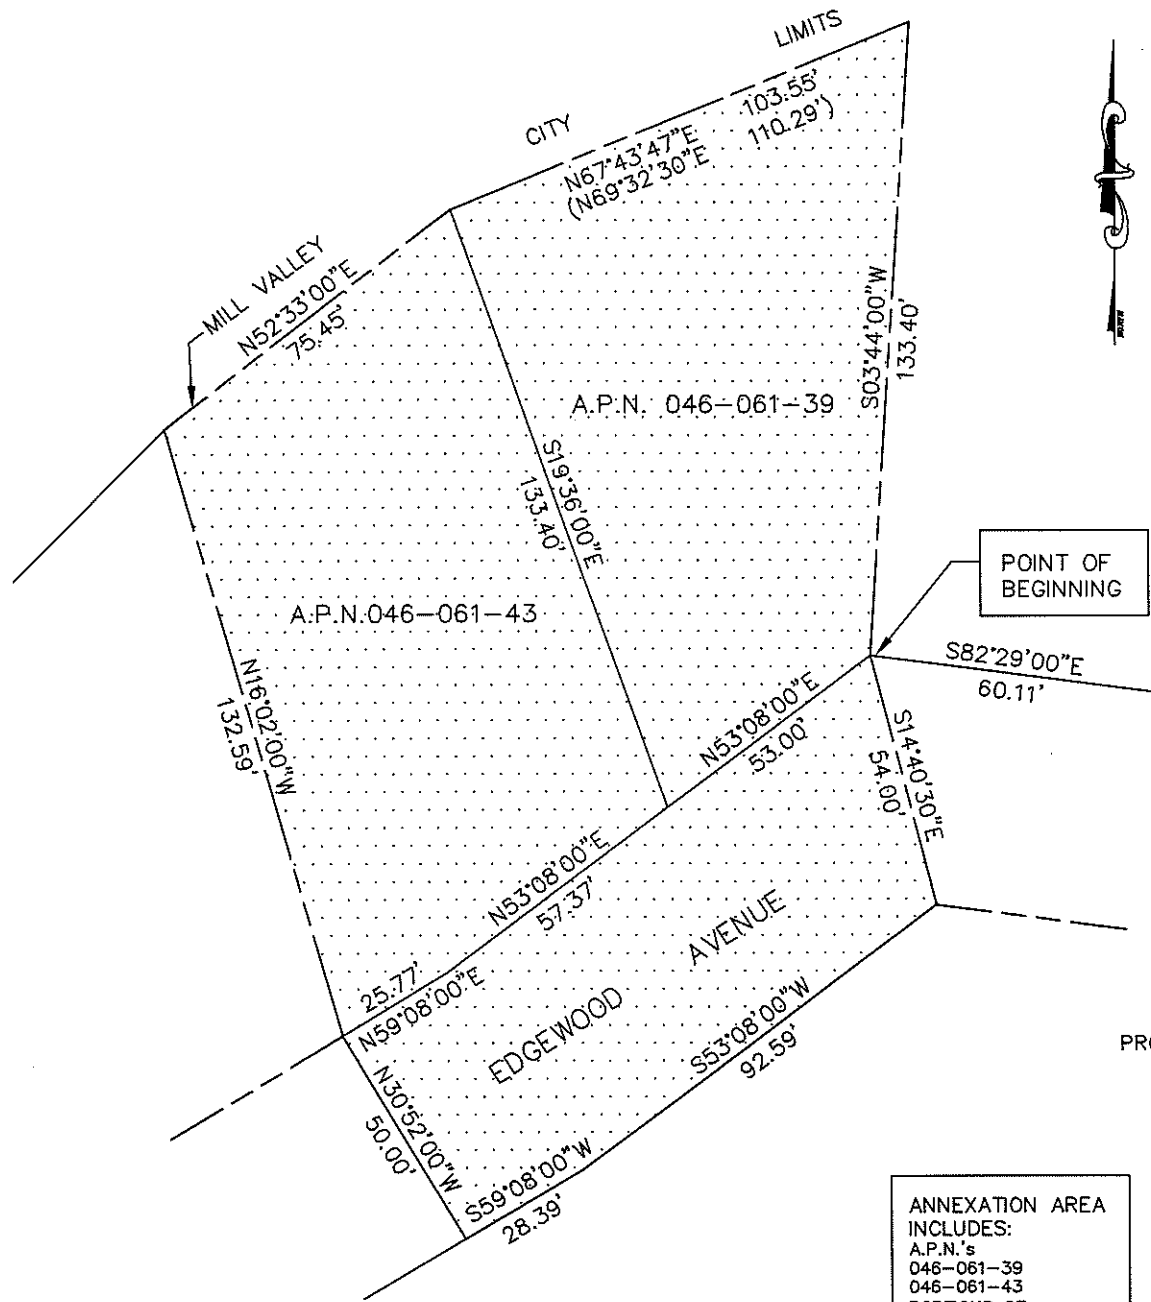 LIMITS
CITY
103.55'
110.29')
N67°43'47"E
(N69°32'30"E
MILL VALLEY
N52°33'00"E
75.45'
S03°44'00"W
133.40'
A.P.N. 046-061-39
S19°36'00"E
133.40'
POINT OF
BEGINNING
A.P.N.046-061-43
S82°29'00"E
60.11'
N16°02'00"W
132.59'
N53°08'00"E
53.00'
S14°40'30"E
54.00'
N53°08'00"E
57.37'
25.77'
N59°08'00"E
EDGEWOOD AVENUE
S53°08'00"W
92.59'
PRO
N30°52'00"W
50.00'
S59°08'00"W
28.39'
ANNEXATION AREA
INCLUDES:
A.P.N.'s
046-061-39
046-061-43